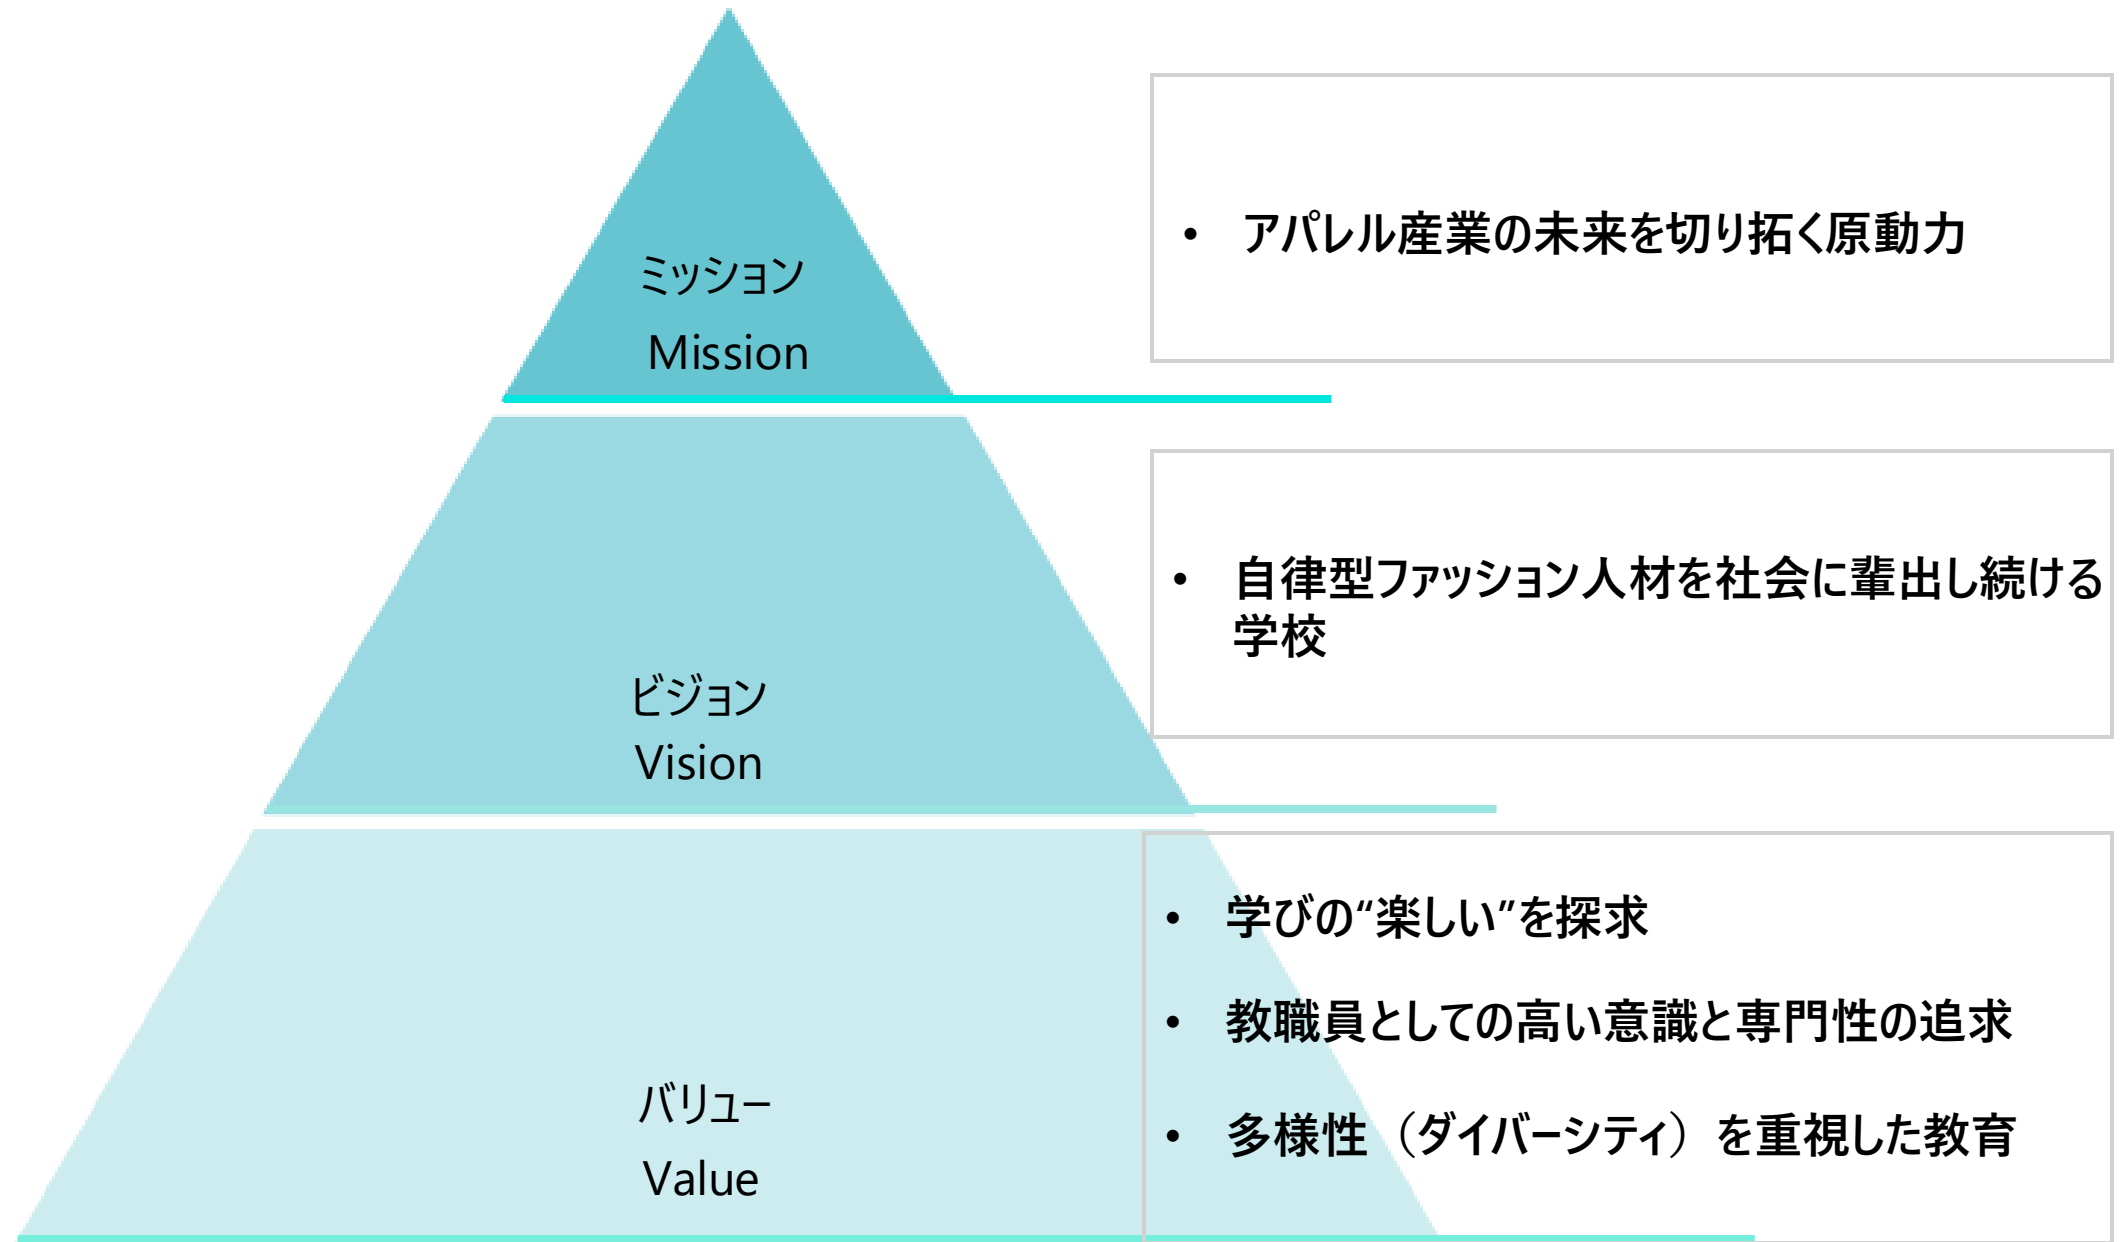 ミッション
Mission
• アパレル産業の未来を切り拓く原動力
ビジョン
Vision
• 自律型ファッション人材を社会に輩出し続ける
学校
バリュー
Value
• 学びの“楽しい”を探求
• 教職員としての高い意識と専門性の追求
• 多様性（ダイバーシティ）を重視した教育